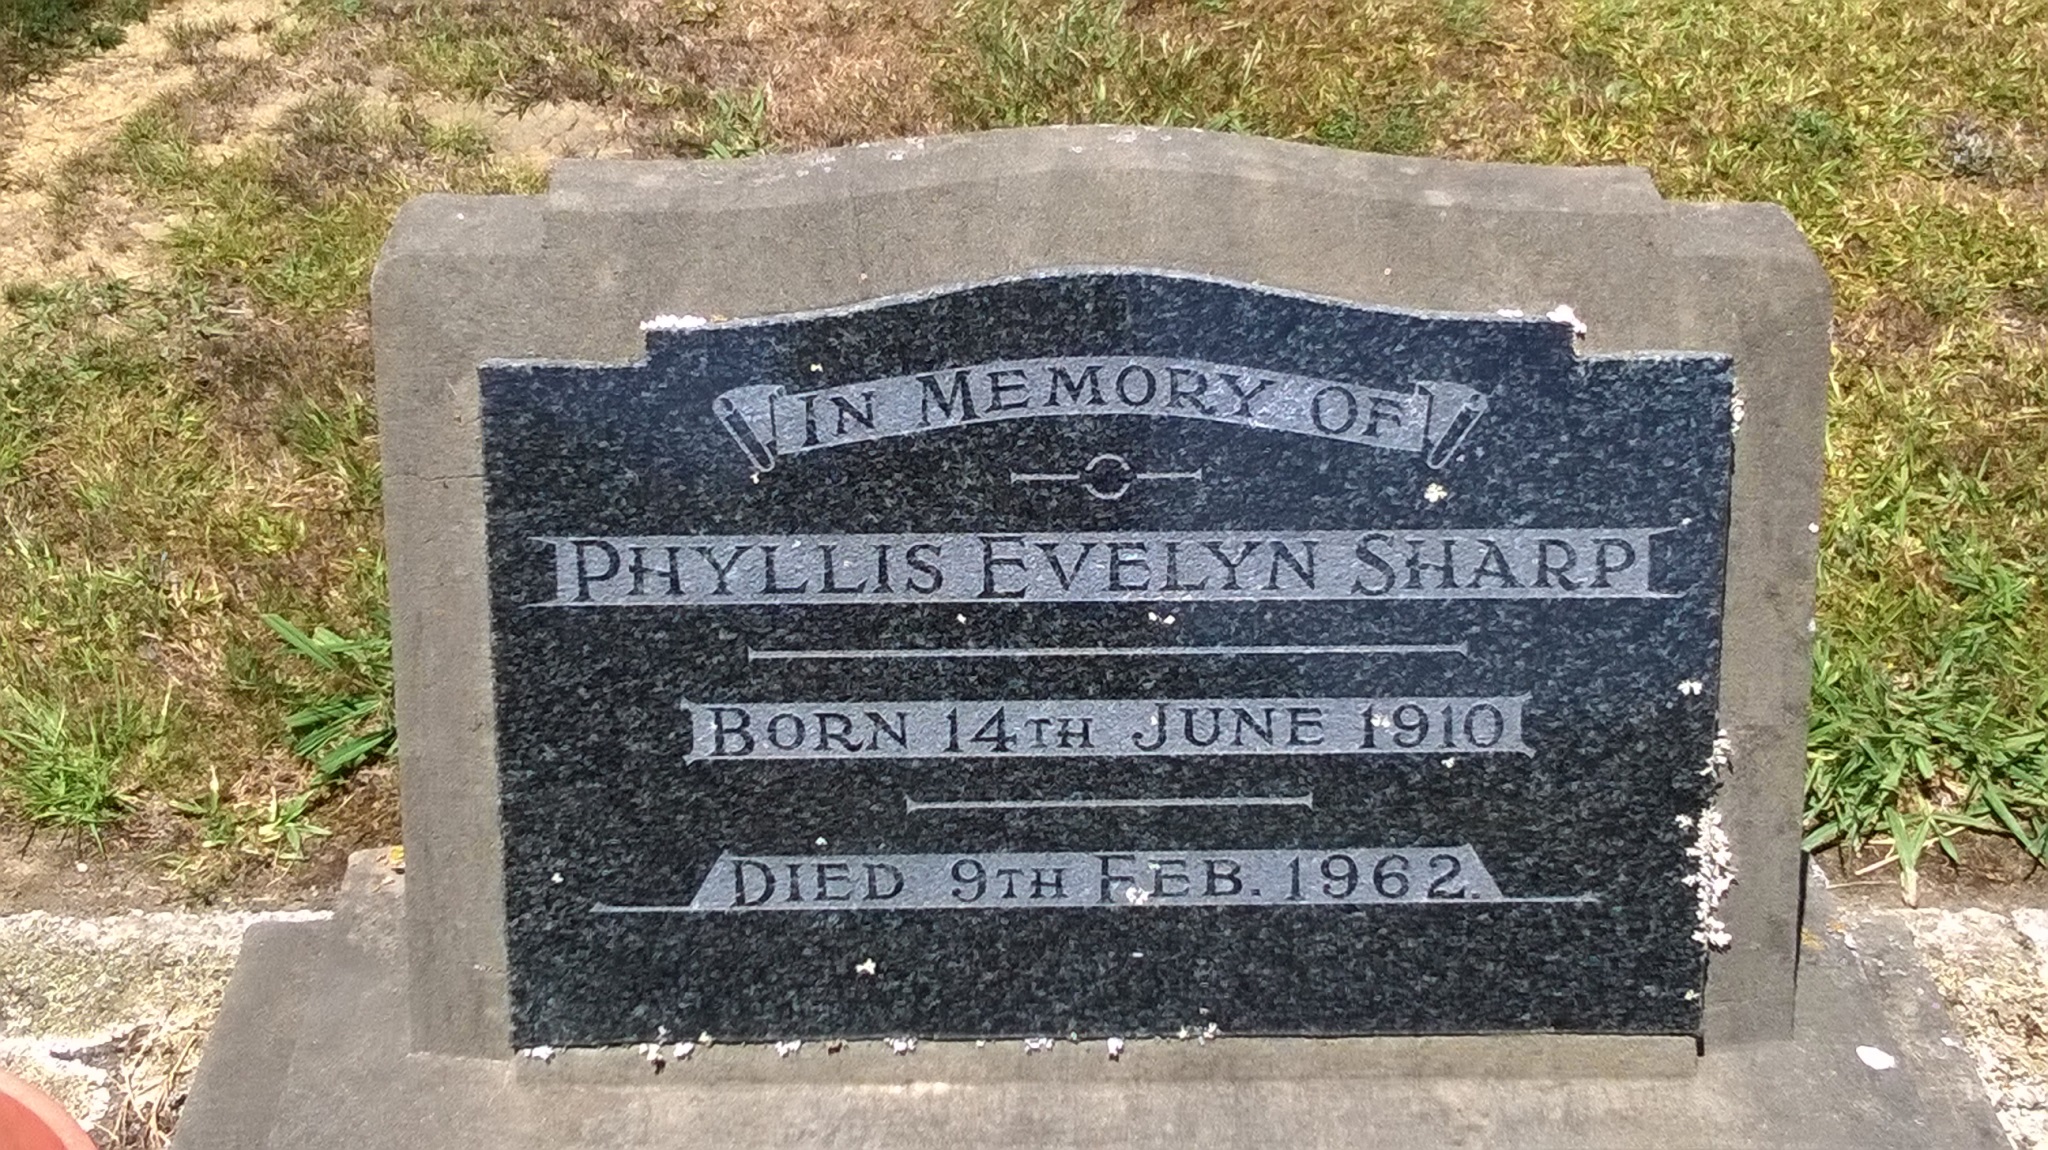 IN MEMORY OF
PHYLLIS EVELYN SHARP
BORN 14TH JUNE 1910
DIED 9TH FEB. 1962.